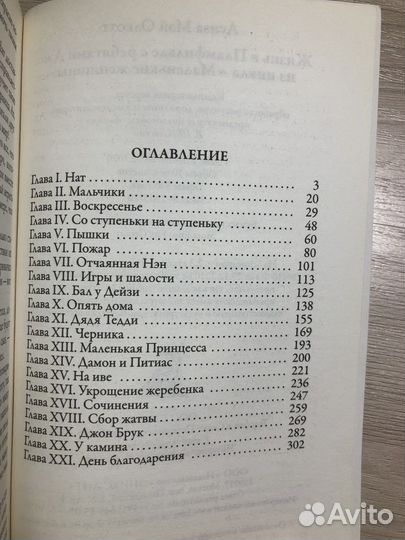 ОГЛАВЛЕНИЕ
Глава I. Нат 3
Глава II. Мальчики 20
Глава III. Воскресенье 29
Глава IV. Со ступеньки на ступеньку 48
Глава V. Пышки 60
Глава VI. Пожар 80
Глава VII. Отчаянная Нэн 101
Глава VIII. Игры и шалости 113
Глава IX. Бал у Дейзи 125
Глава X. Опять дома 138
Глава XI. Дядя Тедди 155
Глава XII. Черника 169
Глава XIII. Маленькая Принцесса 193
Глава XIV. Дамон и Питиас 200
Глава XV. На иве 221
Глава XVI. Укрощение жеребенка 236
Глава XVII. Сочинения 247
Глава XVIII. Сбор жатвы 259
Глава XIX. Джон Брук 269
Глава XX. У камина 282
Глава XXI. День благодарения 302
Avito